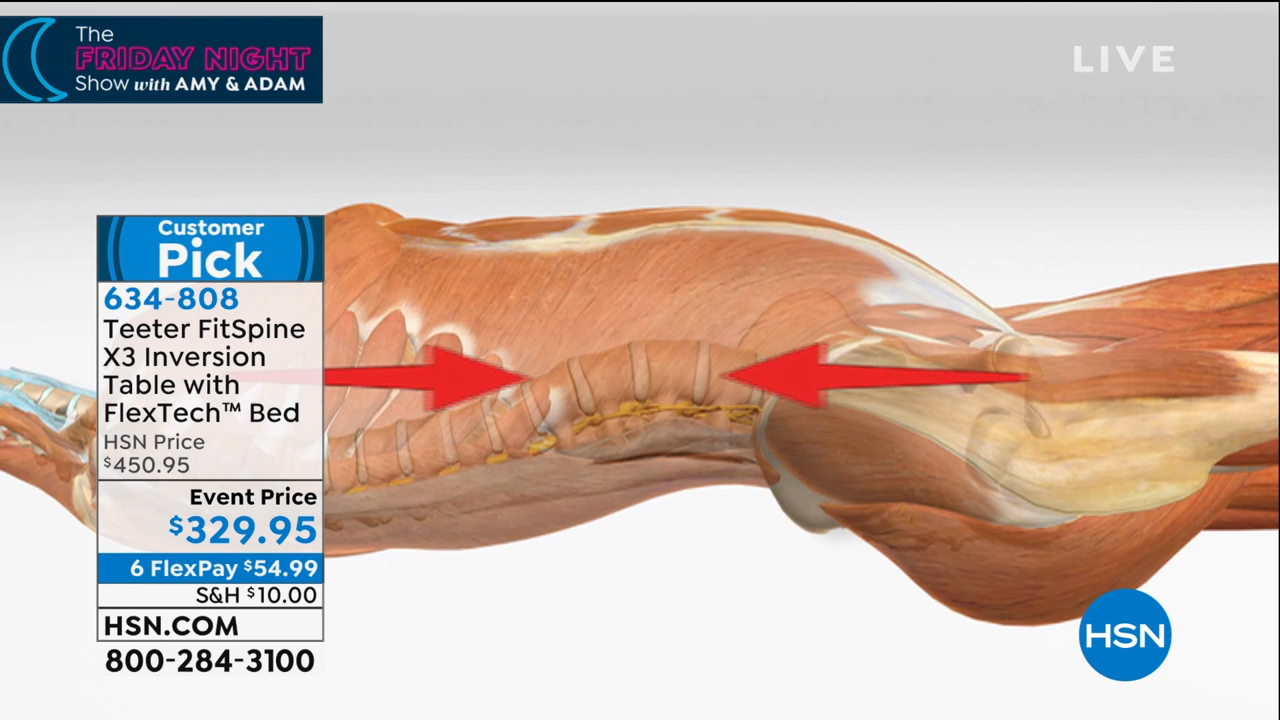 The
FRIDAY NIGHT
Show with AMY & ADAM
LIVE
Customer
Pick
634-808
Teeter FitSpine
X3 Inversion
Table with
FlexTech™ Bed
HSN Price
$450.95
Event Price
$329.95
6 FlexPay $54.99
S&H $10.00
HSN.COM
800-284-3100
HSN